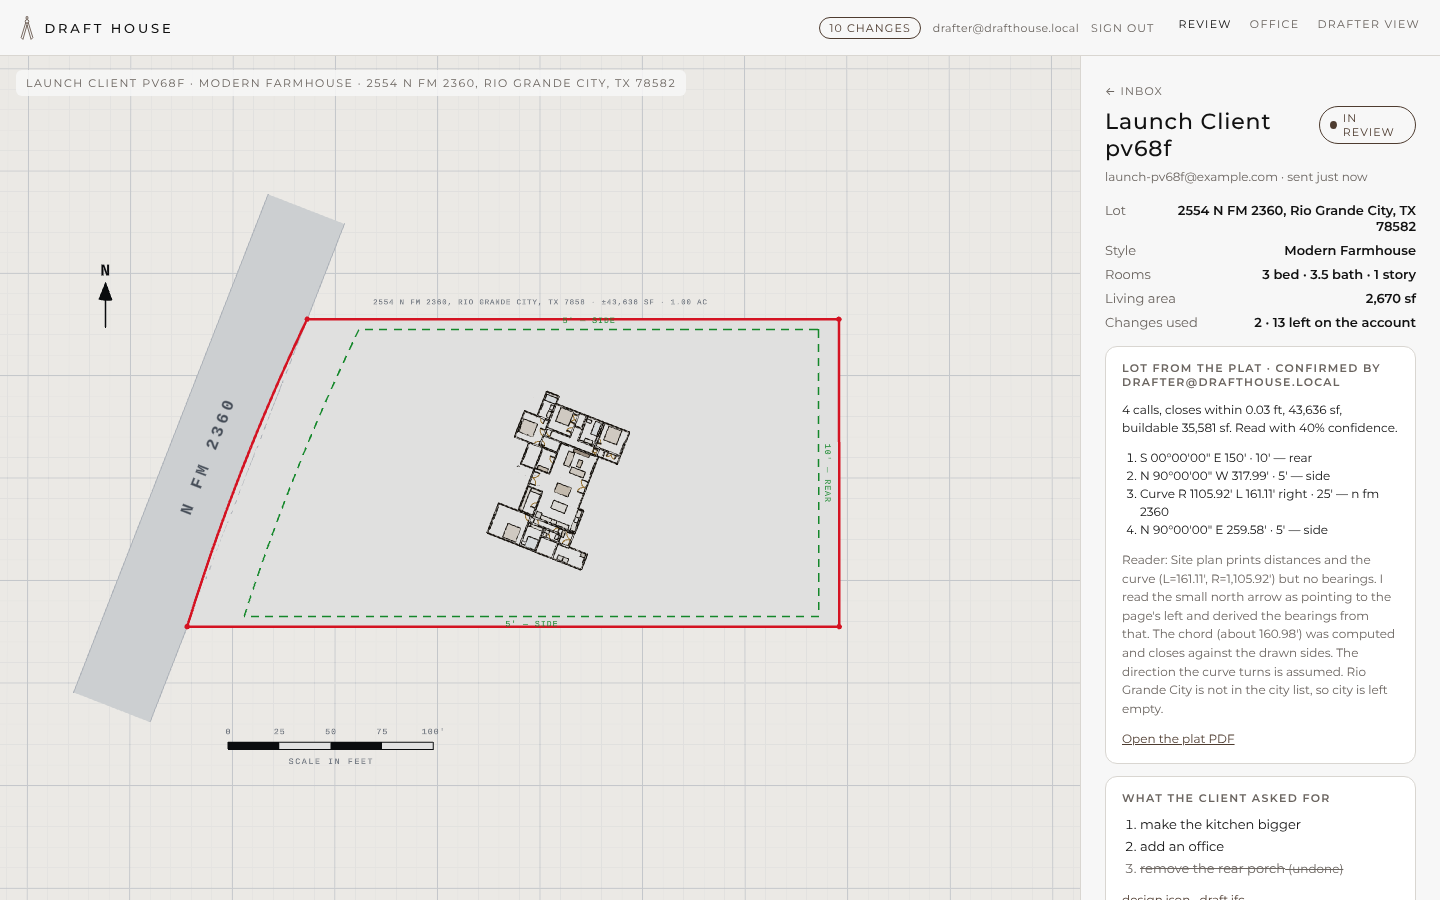 DRAFT HOUSE
10 CHANGES
drafter@drafthouse.local
SIGN OUT
REVIEW
OFFICE
DRAFTER VIEW
LAUNCH CLIENT PV68F · MODERN FARMHOUSE · 2554 N FM 2360, RIO GRANDE CITY, TX 78582
N
2554 N FM 2360, RIO GRANDE CITY, TX 7858 · ±43,636 SF · 1.00 AC
5' — SIDE
N FM 2360
10' — REAR
5' — SIDE
0 25 50 75 100'
SCALE IN FEET
← INBOX
Launch Client
pv68f
IN
REVIEW
launch-pv68f@example.com · sent just now
Lot 2554 N FM 2360, Rio Grande City, TX
78582
Style Modern Farmhouse
Rooms 3 bed · 3.5 bath · 1 story
Living area 2,670 sf
Changes used 2 · 13 left on the account
LOT FROM THE PLAT · CONFIRMED BY
DRAFTER@DRAFTHOUSE.LOCAL
4 calls, closes within 0.03 ft, 43,636 sf,
buildable 35,581 sf. Read with 40% confidence.
1. S 00°00'00" E 150' · 10' — rear
2. N 90°00'00" W 317.99' · 5' — side
3. Curve R 1105.92' L 161.11' right · 25' — n fm
2360
4. N 90°00'00" E 259.58' · 5' — side
Reader: Site plan prints distances and the
curve (L=161.11', R=1,105.92') but no bearings. I
read the small north arrow as pointing to the
page's left and derived the bearings from
that. The chord (about 160.98') was computed
and closes against the drawn sides. The
direction the curve turns is assumed. Rio
Grande City is not in the city list, so city is left
empty.
Open the plat PDF
WHAT THE CLIENT ASKED FOR
1. make the kitchen bigger
2. add an office
3. remove the rear porch (undone)
design.json · draft.ifc